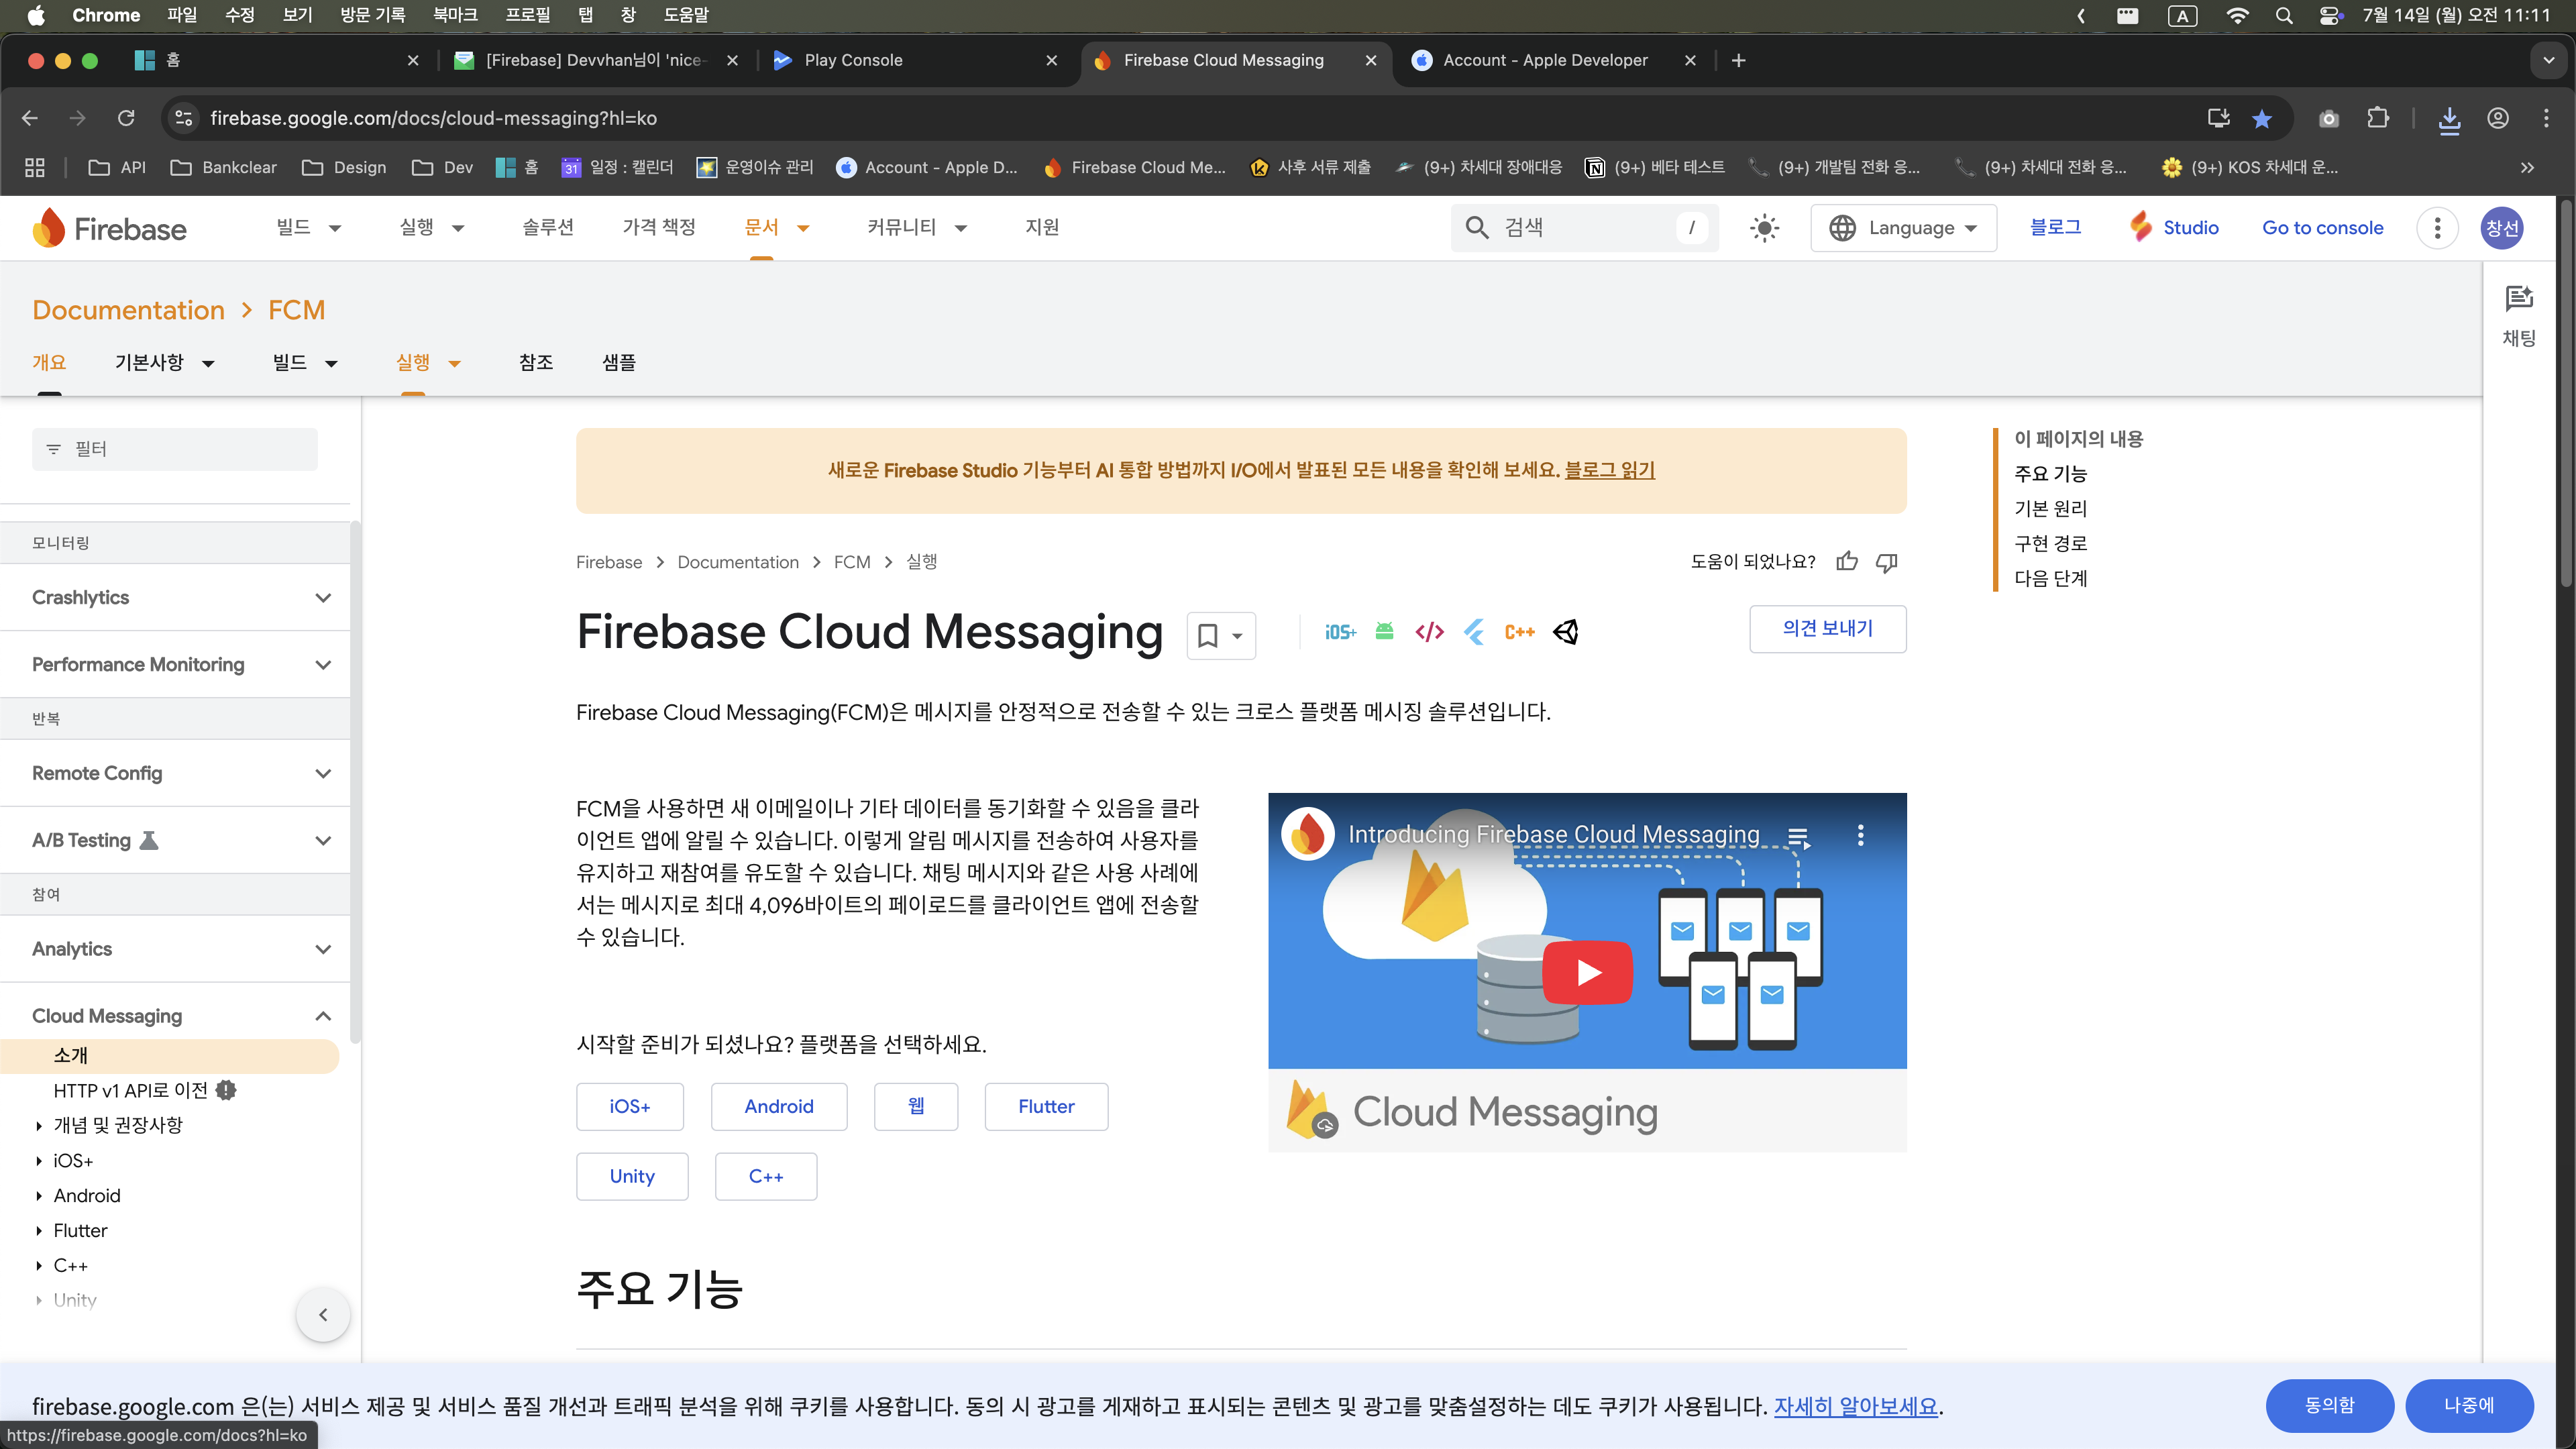 Chrome 파일 수정 보기 방문 기록 북마크 프로필 탭 창 도움말 A 7월 14일 (월) 오전 11:11
홈 [Firebase] Devvhan님이 'nice- Play Console Firebase Cloud Messaging Account - Apple Developer
firebase.google.com/docs/cloud-messaging?hl=ko
API Bankclear Design Dev 홈 31 일정 : 캘린더 운영이슈 관리 Account - Apple D... Firebase Cloud Me... 사후 서류 제출 (9+) 차세대 장애대응 (9+) 베타 테스트 (9+) 개발팀 전화 응... (9+) 차세대 전화 응... (9+) KOS 차세대 운...
Firebase 빌드 실행 솔루션 가격 책정 문서 커뮤니티 지원 검색 / Language 블로그 Studio Go to console 창선
Documentation > FCM
채팅
개요 기본사항 빌드 실행 참조 샘플
필터
새로운 Firebase Studio 기능부터 AI 통합 방법까지 I/O에서 발표된 모든 내용을 확인해 보세요. 블로그 읽기
이 페이지의 내용
주요 기능
기본 원리
구현 경로
다음 단계
모니터링
Crashlytics
Performance Monitoring
반복
Remote Config
A/B Testing
참여
Analytics
Cloud Messaging
소개
HTTP v1 API로 이전
개념 및 권장사항
iOS+
Android
Flutter
C++
Unity
Firebase > Documentation > FCM > 실행 도움이 되었나요?
Firebase Cloud Messaging iOS+ </> C++ 의견 보내기
Firebase Cloud Messaging(FCM)은 메시지를 안정적으로 전송할 수 있는 크로스 플랫폼 메시징 솔루션입니다.
FCM을 사용하면 새 이메일이나 기타 데이터를 동기화할 수 있음을 클라
이언트 앱에 알릴 수 있습니다. 이렇게 알림 메시지를 전송하여 사용자를
유지하고 재참여를 유도할 수 있습니다. 채팅 메시지와 같은 사용 사례에
서는 메시지로 최대 4,096바이트의 페이로드를 클라이언트 앱에 전송할
수 있습니다.
Introducing Firebase Cloud Messaging
Cloud Messaging
시작할 준비가 되셨나요? 플랫폼을 선택하세요.
iOS+ Android 웹 Flutter
Unity C++
주요 기능
firebase.google.com 은(는) 서비스 제공 및 서비스 품질 개선과 트래픽 분석을 위해 쿠키를 사용합니다. 동의 시 광고를 게재하고 표시되는 콘텐츠 및 광고를 맞춤설정하는 데도 쿠키가 사용됩니다. 자세히 알아보세요. 동의함 나중에
https://firebase.google.com/docs?hl=ko